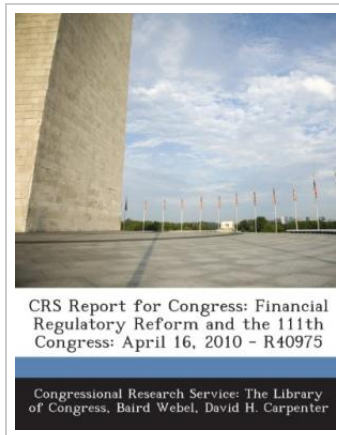 CRS Report for Congress: Financial
Regulatory Reform and the 111th
Congress: April 16, 2010 - R40975
Congressional Research Service: The Library
of Congress, Baird Webel, David H. Carpenter